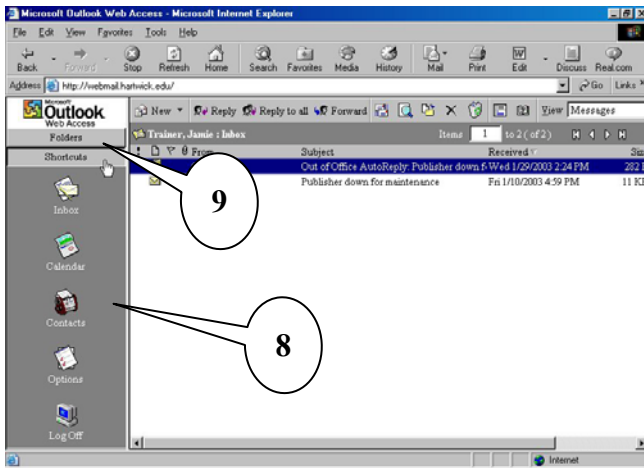 Microsoft Outlook Web Access - Microsoft Internet Explorer
File Edit View Favorites Tools Help
Back Forward Stop Refresh Home Search Favorites Media History Mail Print Edit Discuss Real.com
Address http://webmail.hartwick.edu/ Go Links »
Microsoft
Outlook
Web Access
New Reply Reply to all Forward View Messages
Folders
Trainer, Jamie : Inbox Items 1 to 2 (of 2)
Shortcuts
! From Subject Received Siz
Out of Office AutoReply: Publisher down f Wed 1/29/2003 2:24 PM 282
Publisher down for maintenance Fri 1/10/2003 4:59 PM 11 K
9
Inbox
Calendar
Contacts
8
Options
Log Off
Internet